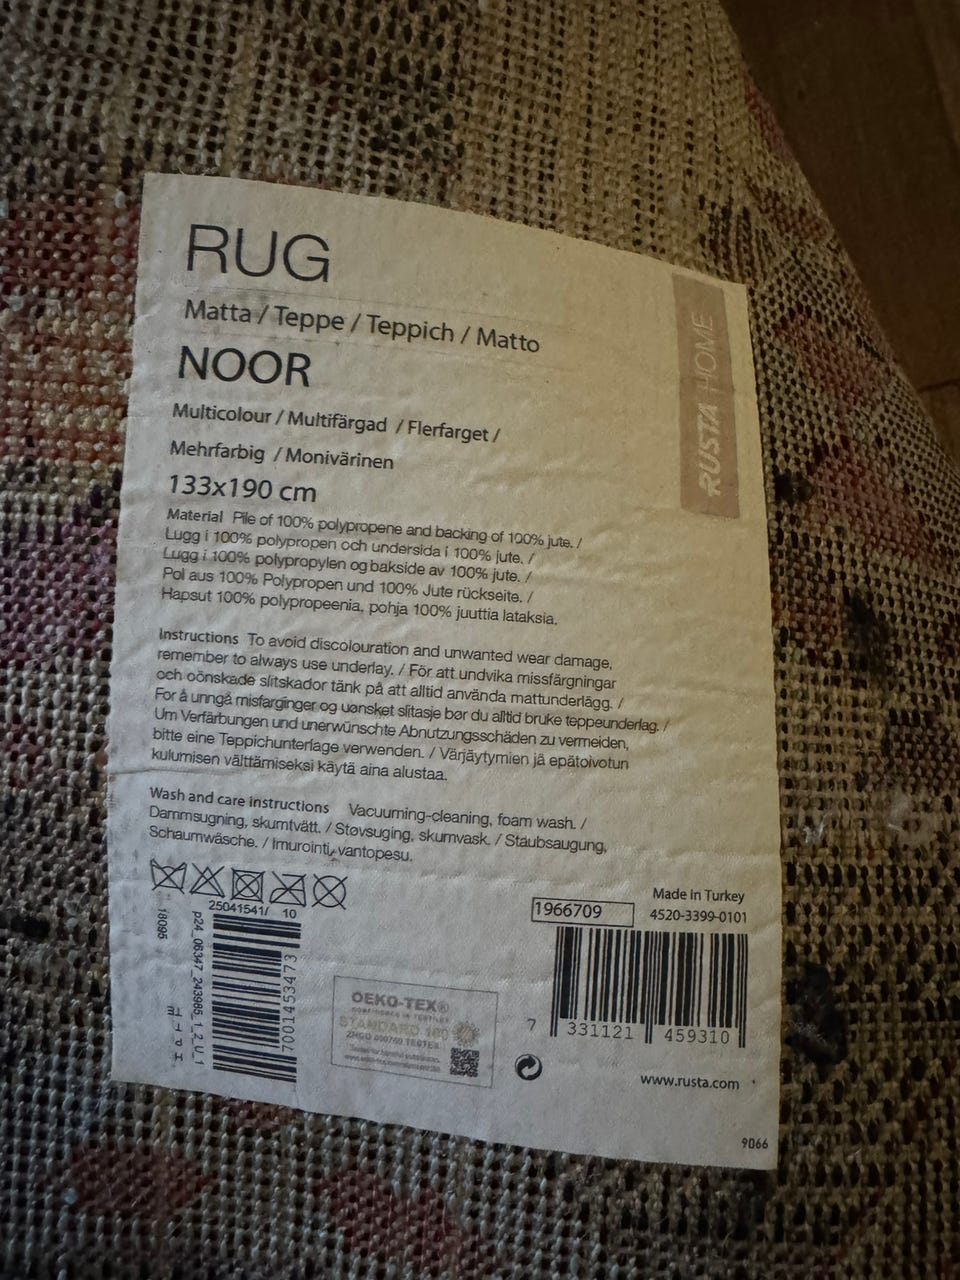 RUG
Matta / Teppe / Teppich / Matto
NOOR
Multicolour / Multifärgad / Flerfarget /
Mehrfarbig / Monivärinen
133x190 cm
Material Pile of 100% polypropene and backing of 100% jute. /
Lugg i 100% polypropen och undersida i 100% jute. /
Lugg i 100% polypropylen og bakside av 100% jute. /
Pol aus 100% Polypropen und 100% Jute rückseite. /
Hapsut 100% polypropeenia, pohja 100% juuttia lataksia.
Instructions To avoid discolouration and unwanted wear damage,
remember to always use underlay. / För att undvika missfärgningar
och oönskade slitskador tänk på att alltid använda mattunderlägg. /
For å unngå misfarginger og uønsket slitasje bør du alltid bruke teppeunderlag. /
Um Verfärbungen und unerwünschte Abnutzungsschäden zu vermeiden,
bitte eine Teppichunterlage verwenden. / Värjäytymien jä epätoivotun
kulumisen välttämiseksi käytä aina alustaa.
Wash and care instructions Vacuuming-cleaning, foam wash. /
Dammsugning, skumtvätt. / Støvsuging, skumvask. / Staubsaugung,
Schaumwäsche. / Imurointi, vantopesu.
RUSTA HOME
25041541/ 10
18095
p24_06347_243985_1_2_U_1
7001453473
OEKO-TEX®
STANDARD 100
Made in Turkey
1966709
4520-3399-0101
7 331121 459310
www.rusta.com
9066